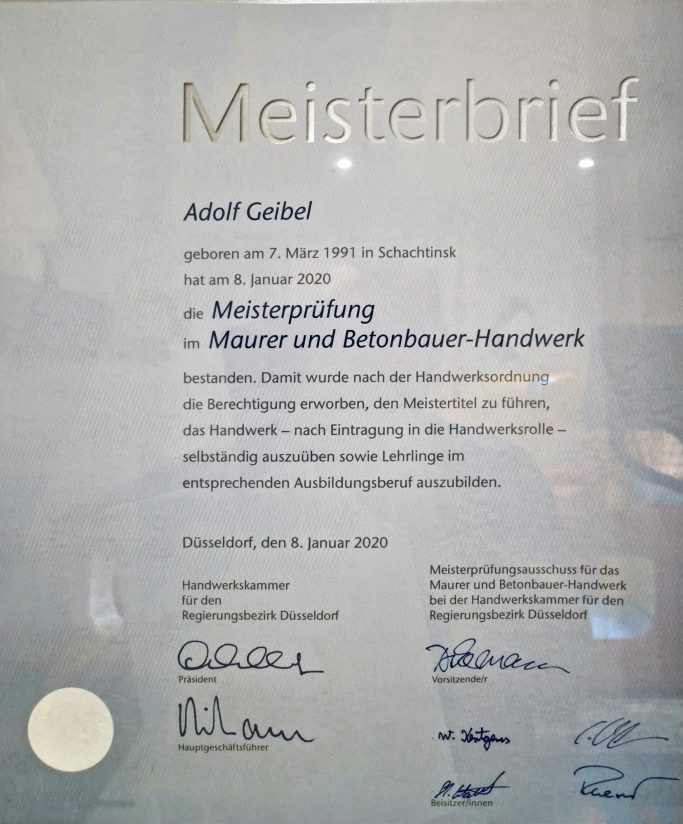 Meisterbrief
Adolf Geibel
geboren am 7. März 1991 in Schachtinsk
hat am 8. Januar 2020
die Meisterprüfung
im Maurer und Betonbauer-Handwerk
bestanden. Damit wurde nach der Handwerksordnung
die Berechtigung erworben, den Meistertitel zu führen,
das Handwerk – nach Eintragung in die Handwerksrolle –
selbständig auszuüben sowie Lehrlinge im
entsprechenden Ausbildungsberuf auszubilden.
Düsseldorf, den 8. Januar 2020
Handwerkskammer
für den
Regierungsbezirk Düsseldorf
Präsident
Hauptgeschäftsführer
Meisterprüfungsausschuss für das
Maurer und Betonbauer-Handwerk
bei der Handwerkskammer für den
Regierungsbezirk Düsseldorf
Vorsitzende/r
Beisitzer/innen